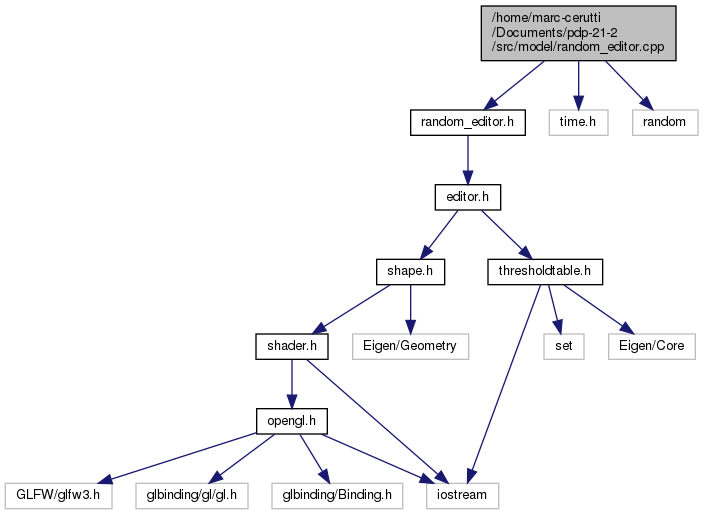 /home/marc-cerutti
/Documents/pdp-21-2
/src/model/random_editor.cpp
random_editor.h
time.h
random
editor.h
shape.h
thresholdtable.h
shader.h
Eigen/Geometry
set
Eigen/Core
opengl.h
GLFW/glfw3.h
glbinding/gl/gl.h
glbinding/Binding.h
iostream